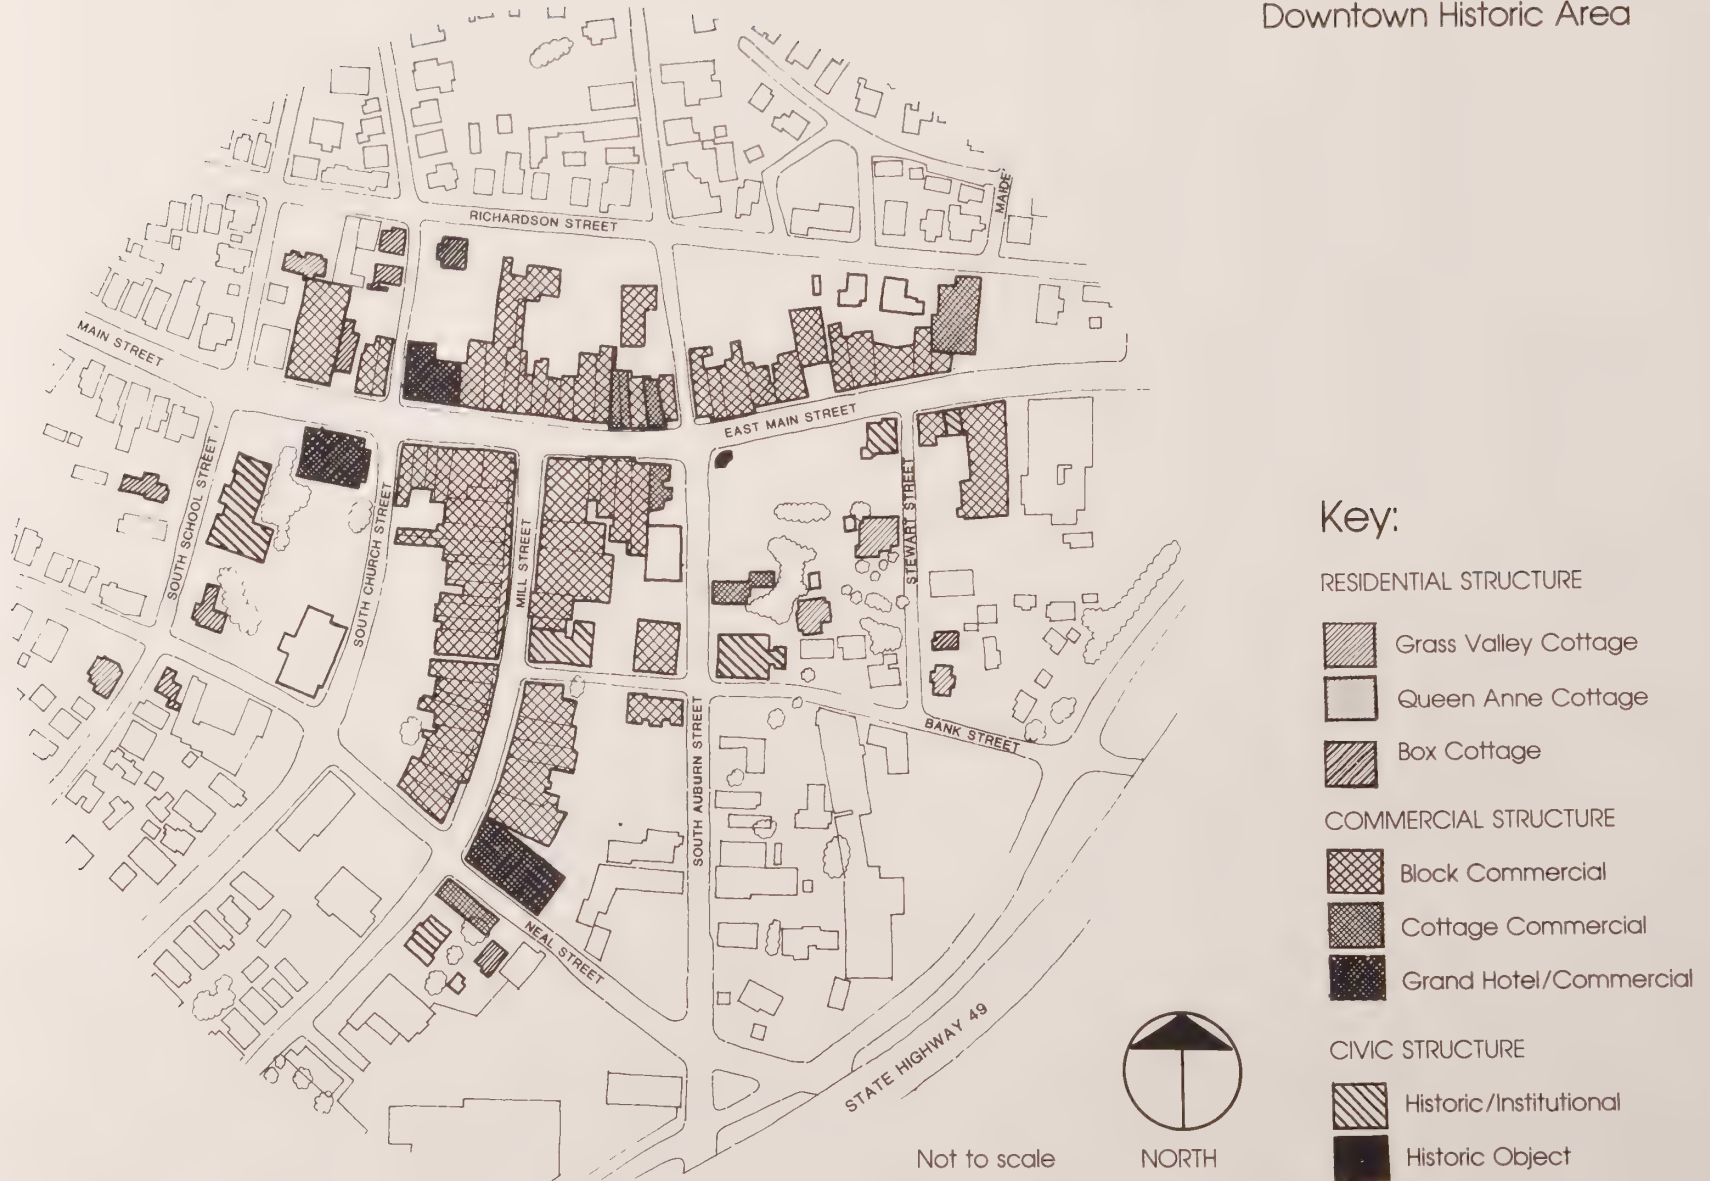 Downtown Historic Area
MAIDE
RICHARDSON STREET
MAIN STREET
EAST MAIN STREET
SOUTH SCHOOL STREET
SOUTH CHURCH STREET
MILL STREET
STEWART STREET
SOUTH AUBURN STREET
BANK STREET
NEAL STREET
STATE HIGHWAY 49
Not to scale
NORTH
Key:
RESIDENTIAL STRUCTURE
Grass Valley Cottage
Queen Anne Cottage
Box Cottage
COMMERCIAL STRUCTURE
Block Commercial
Cottage Commercial
Grand Hotel/Commercial
CIVIC STRUCTURE
Historic/Institutional
Historic Object